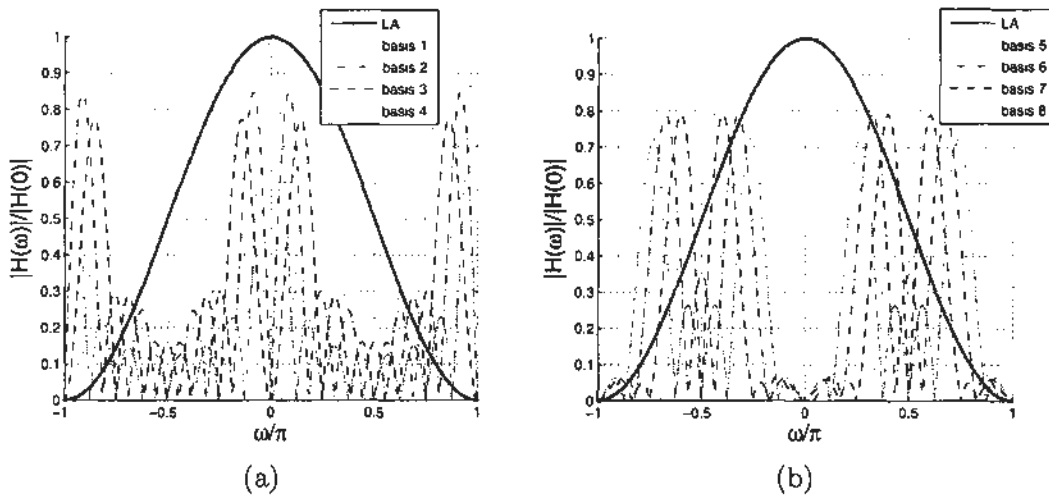 LA
basis 1
basis 2
basis 3
basis 4
|H(ω)|/|H(0)|
1
0.9
0.8
0.7
0.6
0.5
0.4
0.3
0.2
0.1
0
-1
-0.5
0
0.5
1
ω/π
(a)
LA
basis 5
basis 6
basis 7
basis 8
|H(ω)|/|H(0)|
1
0.9
0.8
0.7
0.6
0.5
0.4
0.3
0.2
0.1
0
-1
-0.5
0
0.5
1
ω/π
(b)